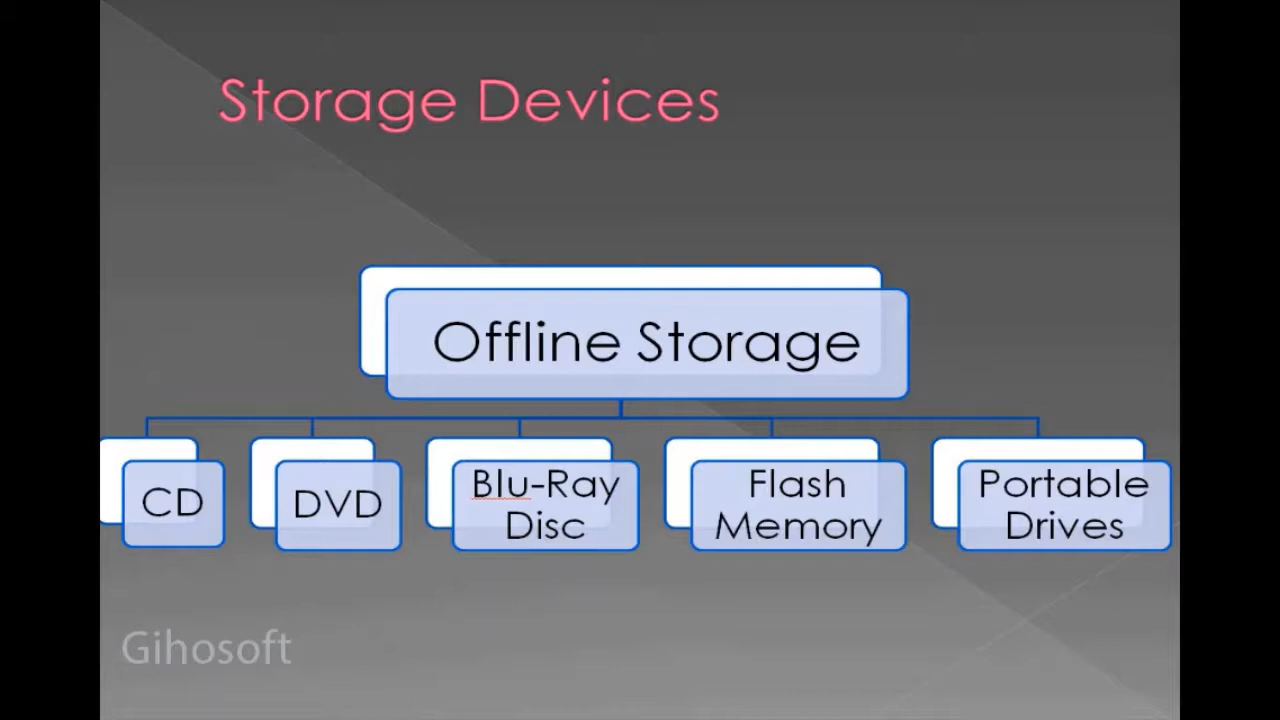 Storage Devices
Offline Storage
CD
DVD
Blu-Ray
Disc
Flash
Memory
Portable
Drives
Gihosoft